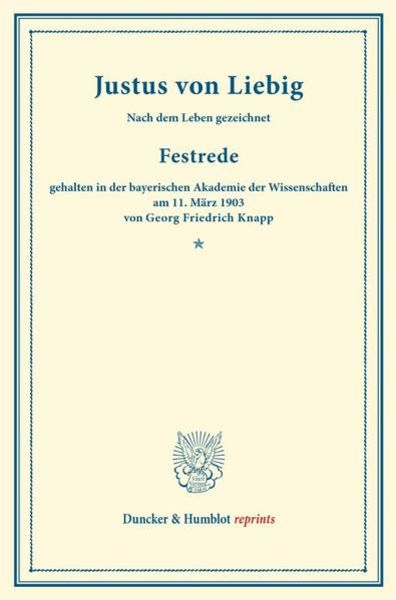 Justus von Liebig
Nach dem Leben gezeichnet
Festrede
gehalten in der bayerischen Akademie der Wissenschaften
am 11. März 1903
von Georg Friedrich Knapp
Duncker & Humblot reprints